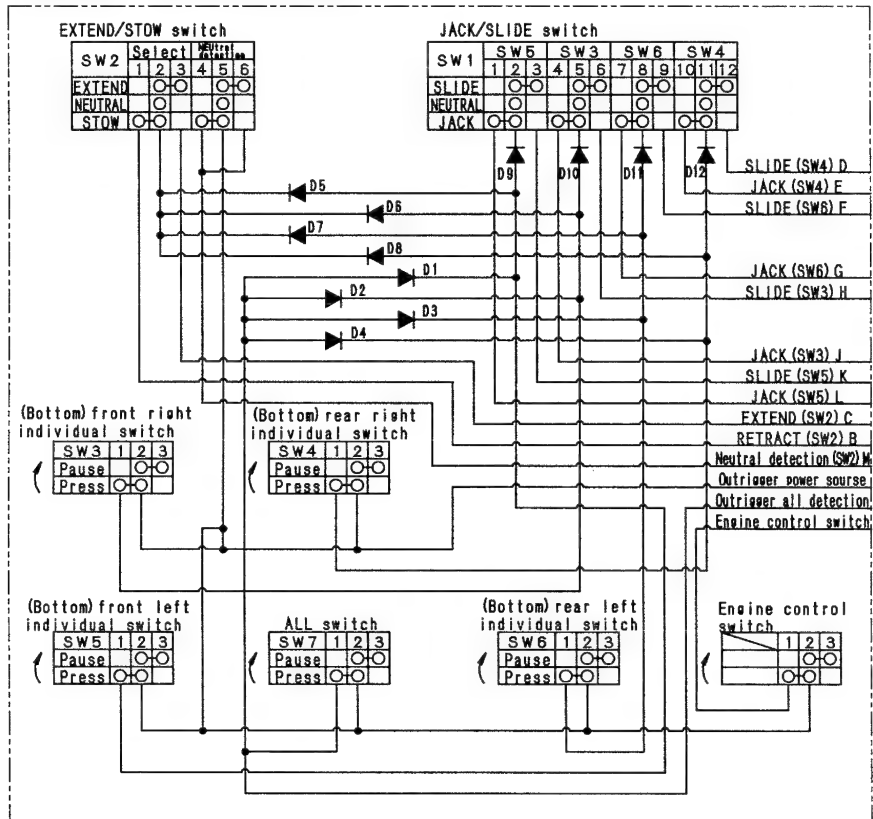 EXTEND/STOW switch
JACK/SLIDE switch
SW2 Select NEUtral detection
1 2 3 4 5 6
EXTEND
NEUTRAL
STOW
SW1 SW5 SW3 SW6 SW4
1 2 3 4 5 6 7 8 9 10 11 12
SLIDE
NEUTRAL
JACK
D9
D10
D11
D12
SLIDE(SW4) D
JACK(SW4) E
SLIDE(SW6) F
D5
D6
D7
D8
D1
JACK(SW6) G
D2
SLIDE(SW3) H
D3
D4
JACK(SW3) J
SLIDE(SW5) K
JACK(SW5) L
EXTEND(SW2) C
RETRACT(SW2) B
Neutral detection(SW2) M
Outrigger power sourse
Outrigger all detection
Engine control switch
(Bottom) front right
individual switch
SW3 1 2 3
Pause
Press
(Bottom) rear right
individual switch
SW4 1 2 3
Pause
Press
(Bottom) front left
individual switch
SW5 1 2 3
Pause
Press
ALL switch
SW7 1 2 3
Pause
Press
(Bottom) rear left
individual switch
SW6 1 2 3
Pause
Press
Engine control
switch
1 2 3